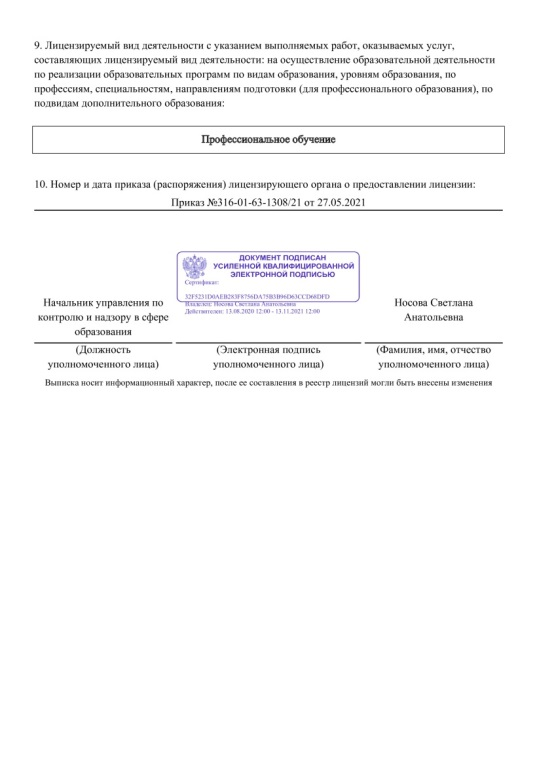 9. Лицензируемый вид деятельности с указанием выполняемых работ, оказываемых услуг,
составляющих лицензируемый вид деятельности: на осуществление образовательной деятельности
по реализации образовательных программ по видам образования, уровням образования, по
профессиям, специальностям, направлениям подготовки (для профессионального образования), по
подвидам дополнительного образования:
Профессиональное обучение
10. Номер и дата приказа (распоряжения) лицензирующего органа о предоставлении лицензии:
Приказ №316-01-63-1308/21 от 27.05.2021
ДОКУМЕНТ ПОДПИСАН
УСИЛЕННОЙ КВАЛИФИЦИРОВАННОЙ
ЭЛЕКТРОННОЙ ПОДПИСЬЮ
Сертификат:
32F5231D0AEB283F8756DA75B3B96D63CCD6EDFD
Владелец: Носова Светлана Анатольевна
Действителен: 13.08.2020 12:00 - 13.11.2021 12:00
Начальник управления по
контролю и надзору в сфере
образования
Носова Светлана
Анатольевна
(Должность
уполномоченного лица)
(Электронная подпись
уполномоченного лица)
(Фамилия, имя, отчество
уполномоченного лица)
Выписка носит информационный характер, после ее составления в реестр лицензий могли быть внесены изменения